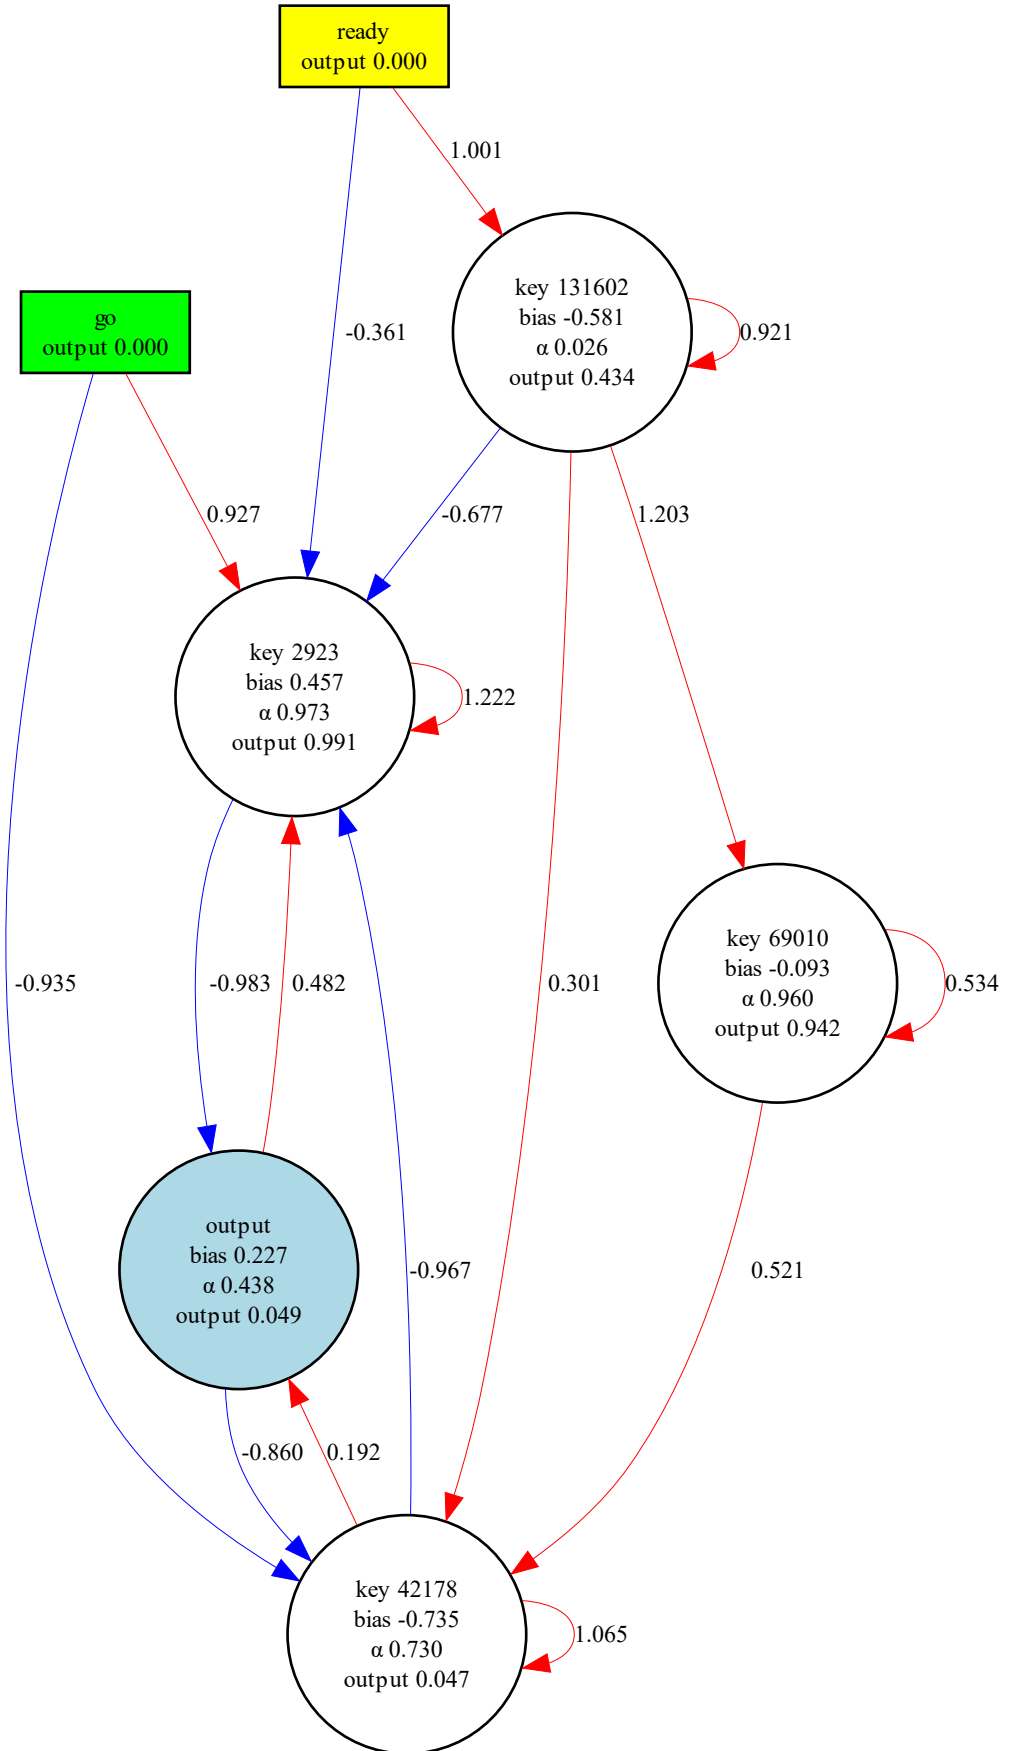 ready
output 0.000
1.001
key 131602
bias -0.581
α 0.026
output 0.434
0.921
go
output 0.000
-0.361
0.927
-0.677
1.203
key 2923
bias 0.457
α 0.973
output 0.991
1.222
key 69010
bias -0.093
α 0.960
output 0.942
0.534
-0.935
-0.983
0.482
0.301
output
bias 0.227
α 0.438
output 0.049
-0.967
0.521
-0.860
0.192
key 42178
bias -0.735
α 0.730
output 0.047
1.065